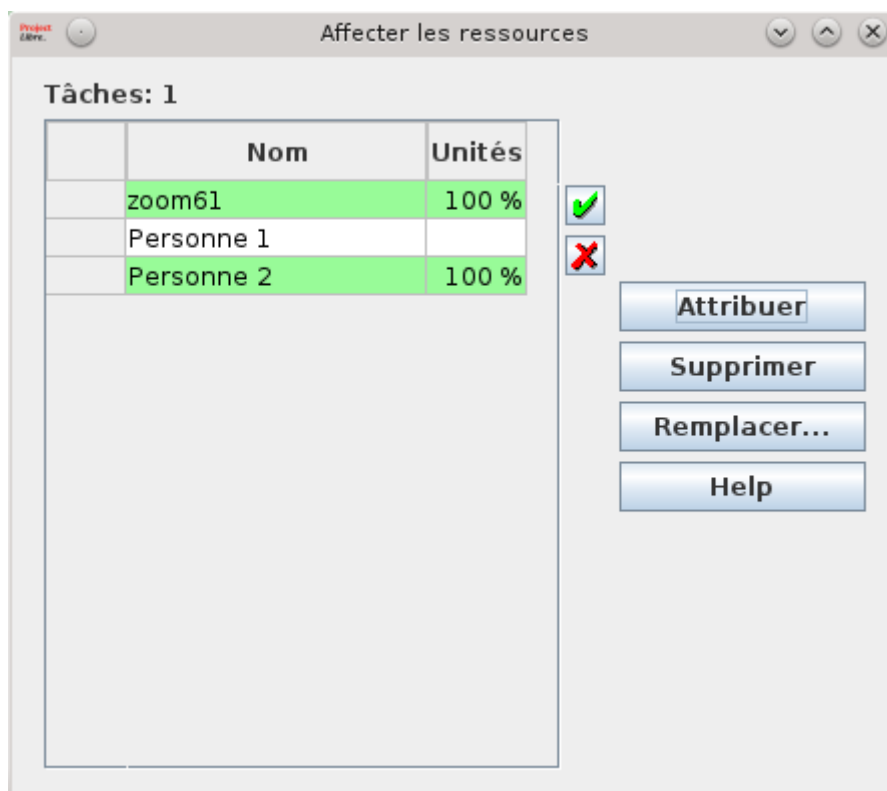 Project
Libre.
Affecter les ressources
Tâches: 1
Nom Unités
zoom61 100 %
Personne 1
Personne 2 100 %
Attribuer
Supprimer
Remplacer...
Help